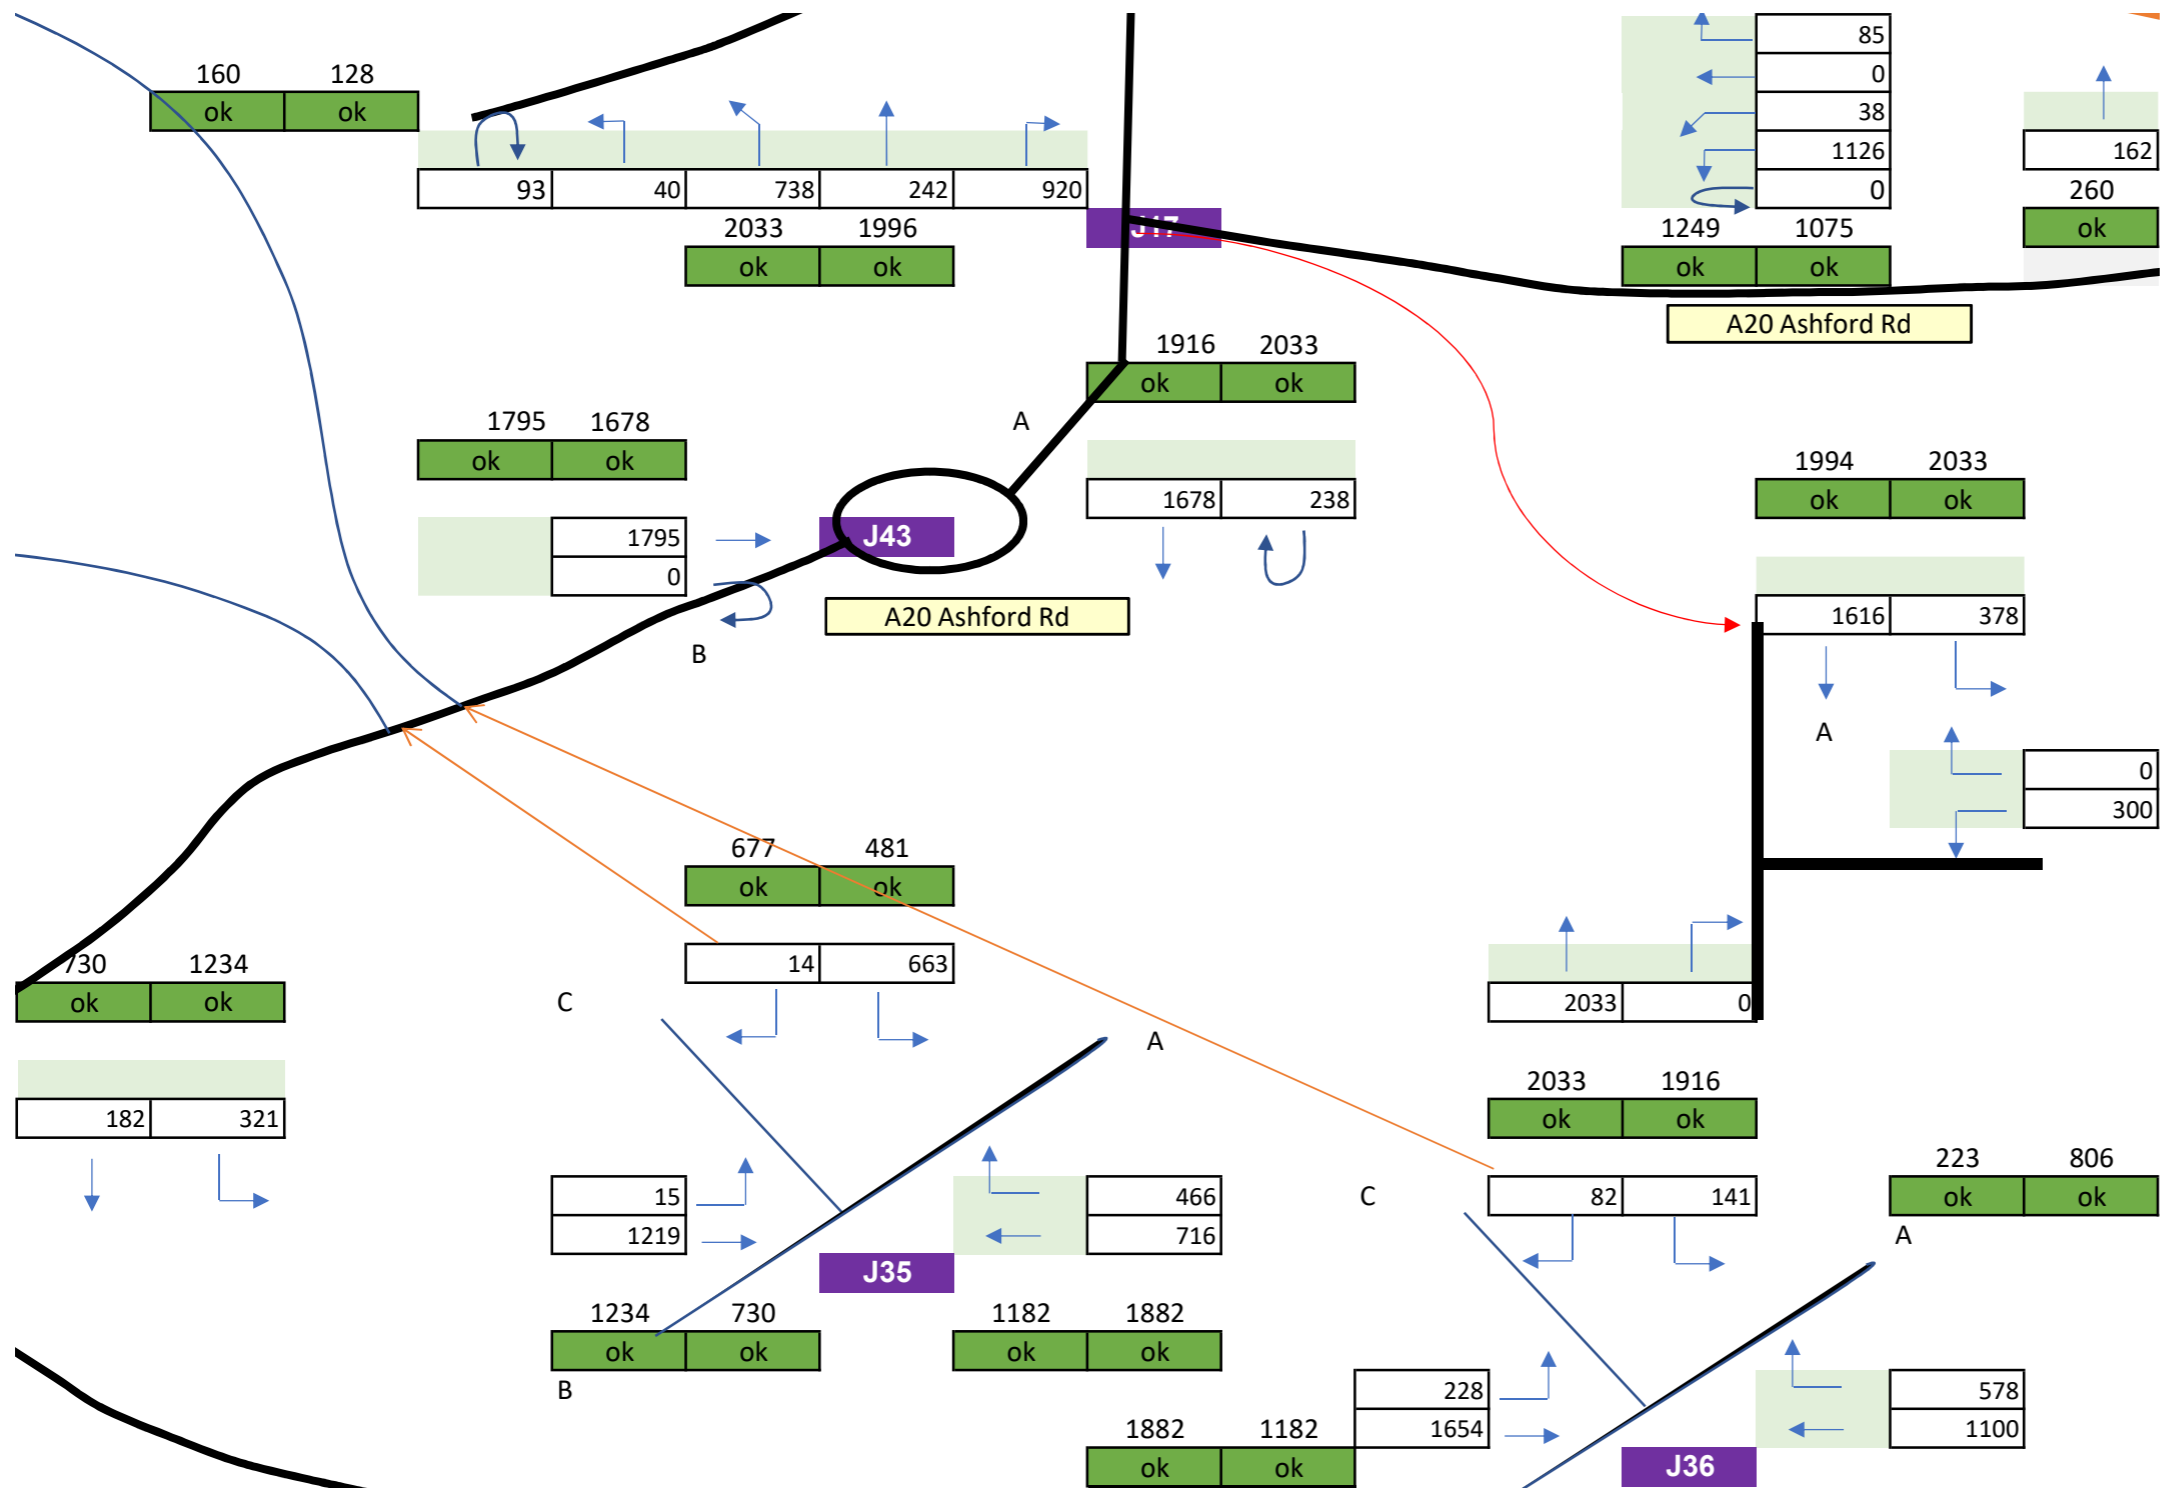 85
160 128
0
ok ok
38
1126
162
93 40 738 242 920
0
260
2033 1996
J17
1249 1075
ok
ok ok
ok ok
A20 Ashford Rd
1916 2033
ok ok
A
1795 1678
ok ok
1994 2033
ok ok
1678 238
1795
J43
0
A20 Ashford Rd
1616 378
B
A
0
300
677 481
ok ok
730 1234
14 663
ok ok
C
2033 0
A
182 321
2033 1916
ok ok
223 806
15
466
C
82 141
ok ok
1219
716
A
J35
1234 730
1182 1882
ok ok
ok ok
B
228
578
1882 1182
1654
1100
ok ok
J36